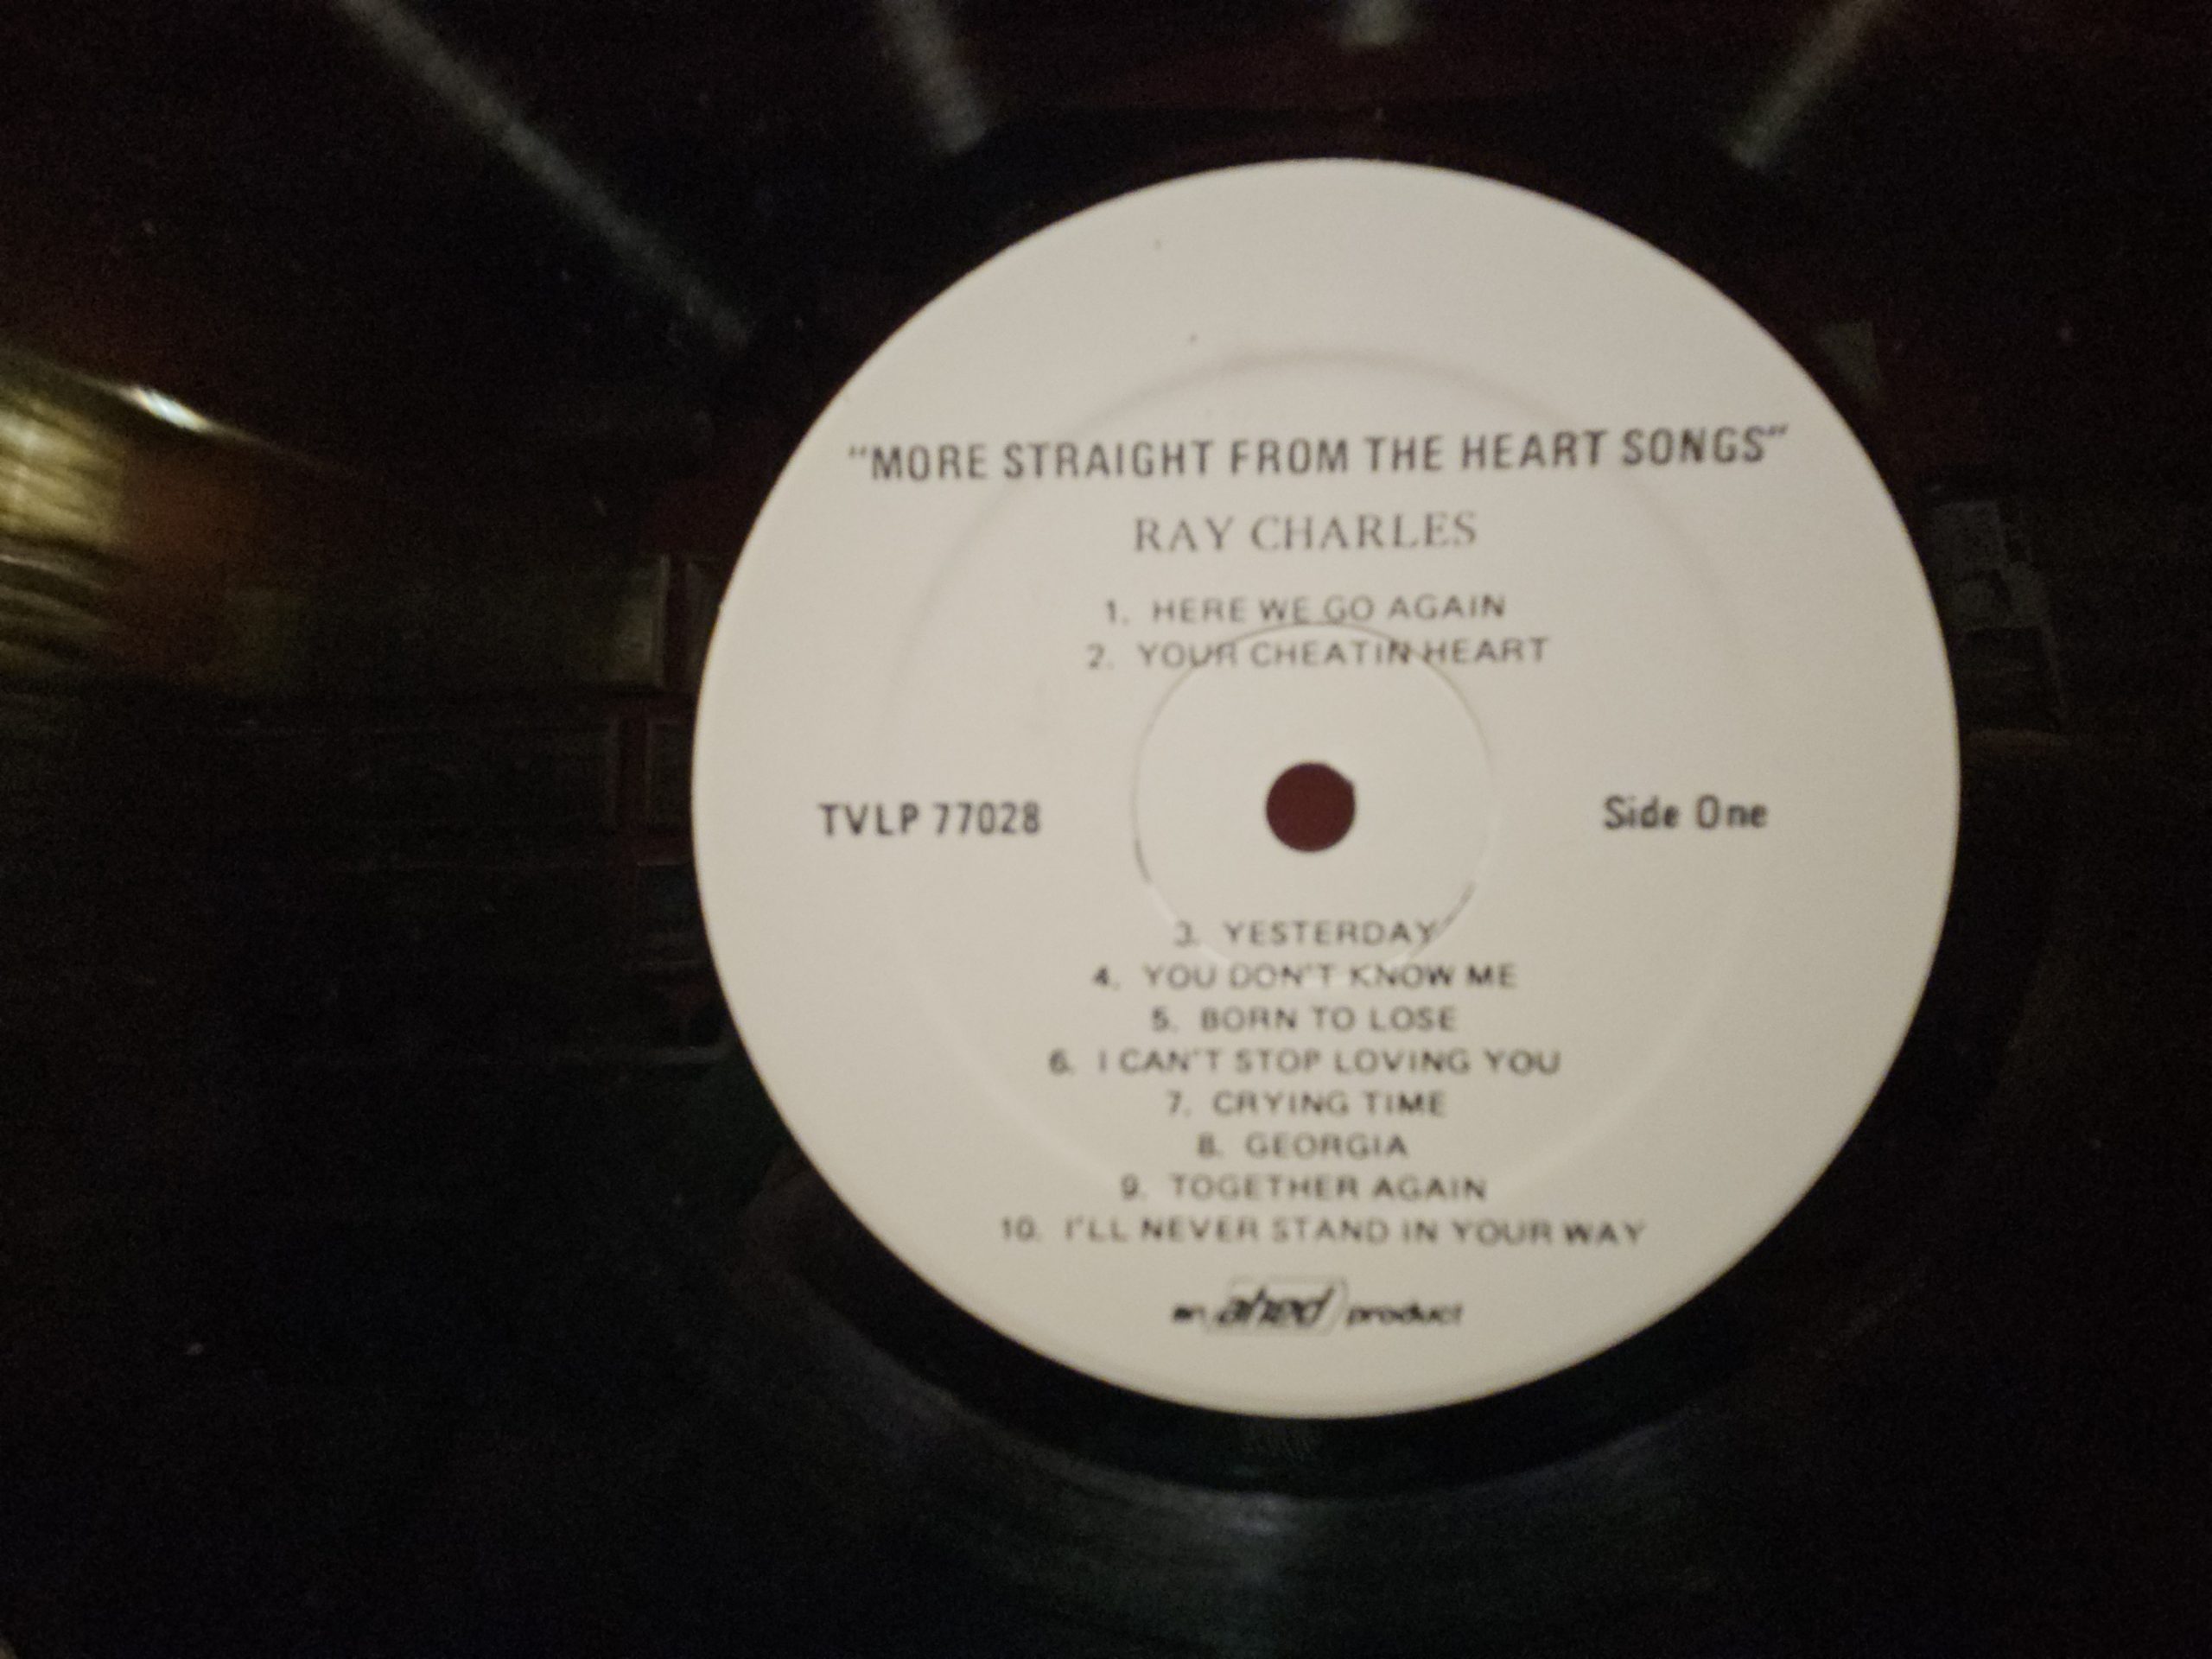 "MORE STRAIGHT FROM THE HEART SONGS"
RAY CHARLES
1. HERE WE GO AGAIN
2. YOUR CHEATIN HEART
TVLP 77028
Side One
3. YESTERDAY
4. YOU DON'T KNOW ME
5. BORN TO LOSE
6. I CAN'T STOP LOVING YOU
7. CRYING TIME
8. GEORGIA
9. TOGETHER AGAIN
10. I'LL NEVER STAND IN YOUR WAY
an ahed product